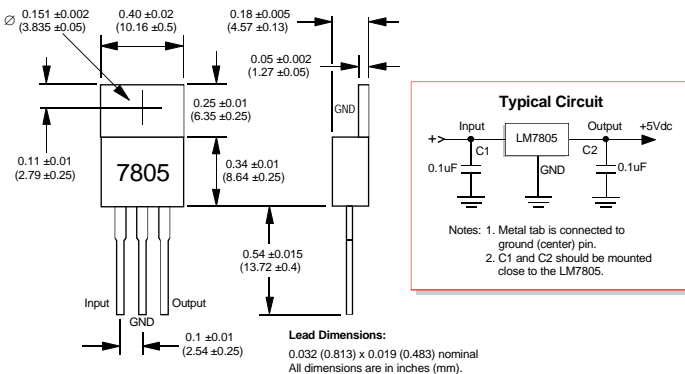 Ø 0.151 ±0.002
(3.835 ±0.05)
0.40 ±0.02
(10.16 ±0.5)
0.18 ±0.005
(4.57 ±0.13)
0.05 ±0.002
(1.27 ±0.05)
0.25 ±0.01
(6.35 ±0.25)
GND
0.11 ±0.01
(2.79 ±0.25)
7805
0.34 ±0.01
(8.64 ±0.25)
0.54 ±0.015
(13.72 ±0.4)
Input
Output
GND
0.1 ±0.01
(2.54 ±0.25)
Lead Dimensions:
0.032 (0.813) x 0.019 (0.483) nominal
All dimensions are in inches (mm).
Typical Circuit
+
Input
LM7805
Output
+5Vdc
C1
C2
0.1uF
GND
0.1uF
Notes: 1. Metal tab is connected to
ground (center) pin.
2. C1 and C2 should be mounted
close to the LM7805.